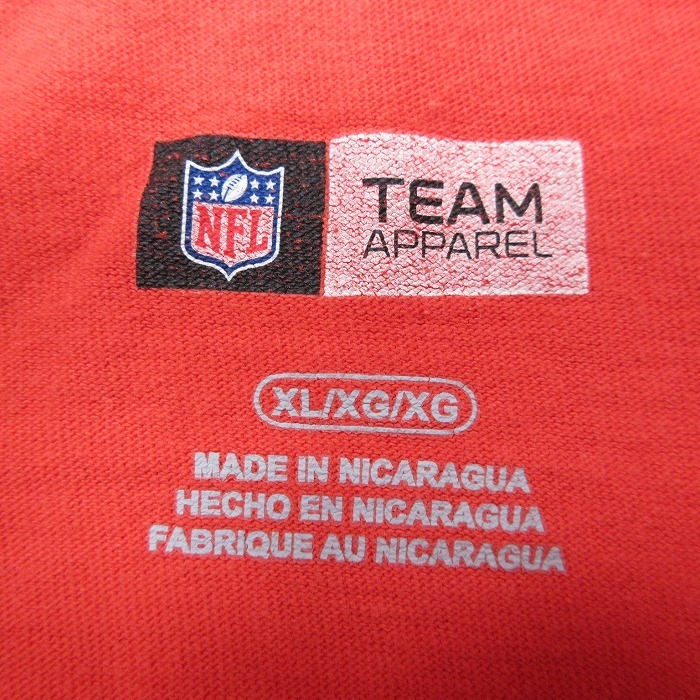 NFL
TEAM
APPAREL
XL/XG/XG
MADE IN NICARAGUA
HECHO EN NICARAGUA
FABRIQUE AU NICARAGUA